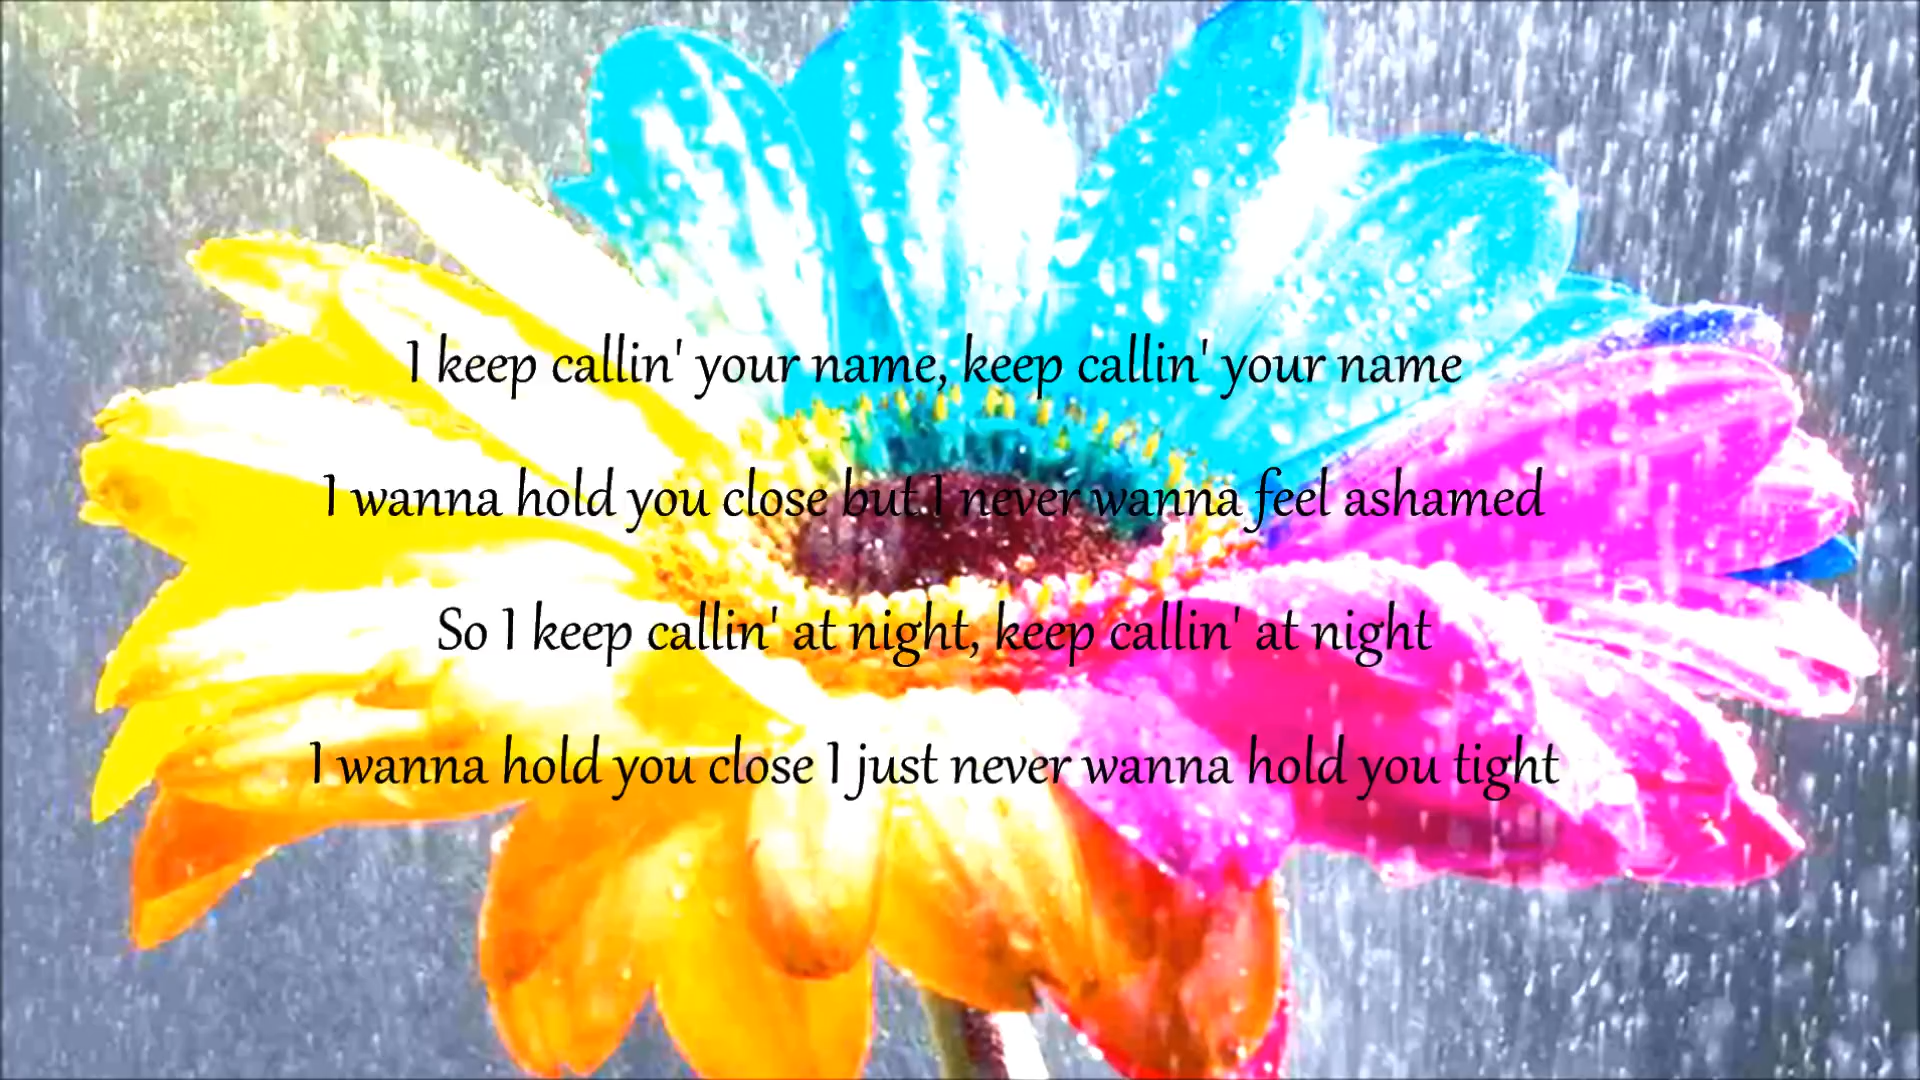 I keep callin' your name, keep callin' your name
I wanna hold you close but I never wanna feel ashamed
So I keep callin' at night, keep callin' at night
I wanna hold you close I just never wanna hold you tight